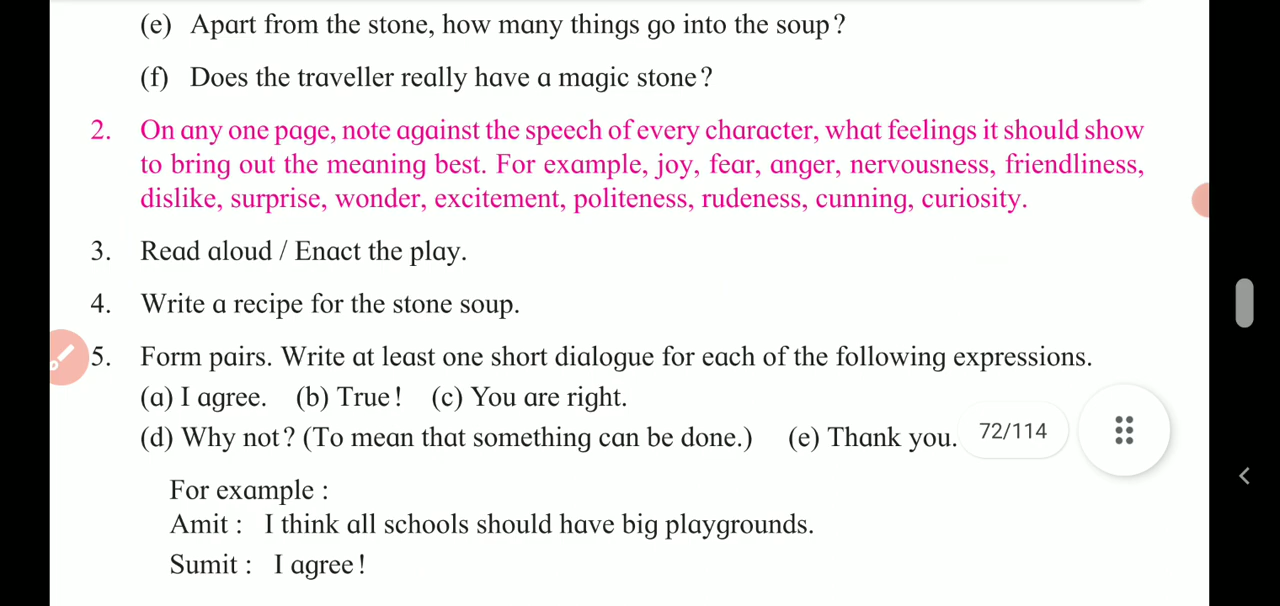 (e) Apart from the stone, how many things go into the soup?
(f) Does the traveller really have a magic stone?
2. On any one page, note against the speech of every character, what feelings it should show
to bring out the meaning best. For example, joy, fear, anger, nervousness, friendliness,
dislike, surprise, wonder, excitement, politeness, rudeness, cunning, curiosity.
3. Read aloud / Enact the play.
4. Write a recipe for the stone soup.
5. Form pairs. Write at least one short dialogue for each of the following expressions.
(a) I agree. (b) True! (c) You are right.
(d) Why not? (To mean that something can be done.) (e) Thank you.
72/114
For example :
Amit : I think all schools should have big playgrounds.
Sumit : I agree!